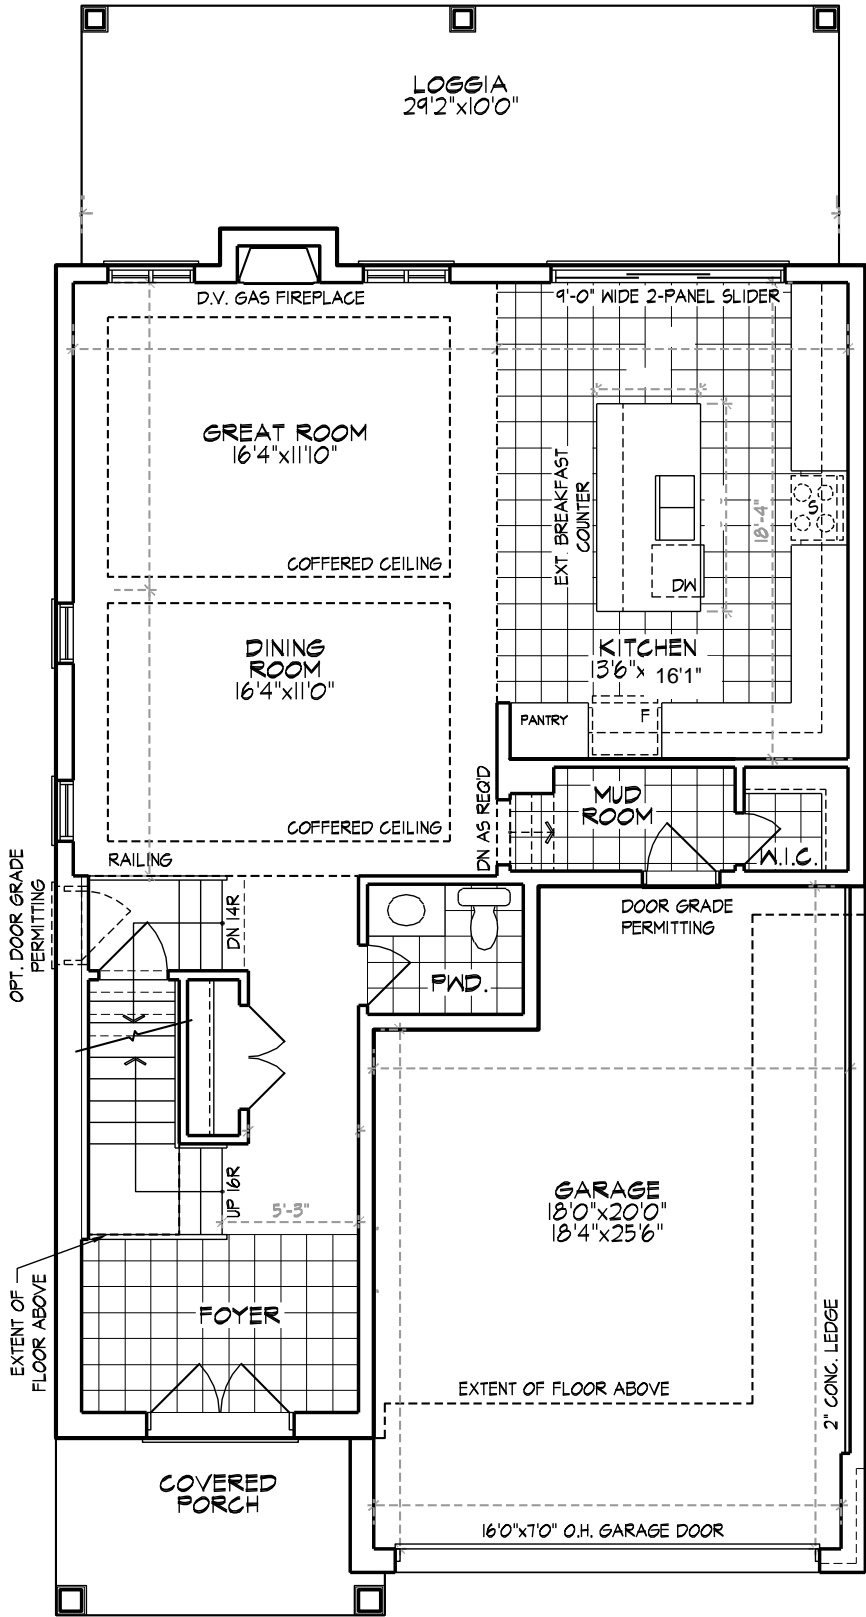 LOGGIA
29'2"x10'0"
D.V. GAS FIREPLACE
9'-0" WIDE 2-PANEL SLIDER
GREAT ROOM
16'4"x11'10"
COFFERED CEILING
EXT. BREAKFAST
COUNTER
18'-4"
S
DW
DINING
ROOM
16'4"x11'0"
KITCHEN
13'6"x 16'1"
PANTRY
F
COFFERED CEILING
DN AS REQ'D
MUD
ROOM
W.I.C.
RAILING
OPT. DOOR GRADE
PERMITTING
DN 14R
PWD.
DOOR GRADE
PERMITTING
UP 16R
5'-3"
GARAGE
18'0"x20'0"
18'4"x25'6"
EXTENT OF
FLOOR ABOVE
FOYER
EXTENT OF FLOOR ABOVE
2" CONC. LEDGE
COVERED
PORCH
16'0"x7'0" O.H. GARAGE DOOR